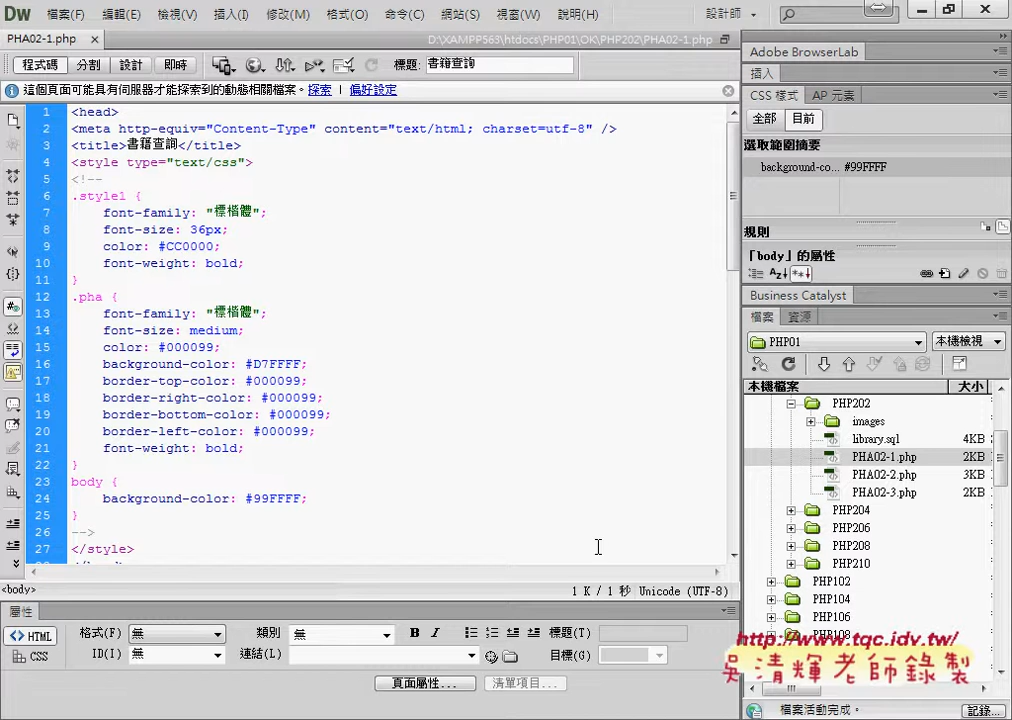 Dw 檔案(F) 編輯(E) 檢視(V) 插入(I) 修改(M) 格式(O) 命令(C) 網站(S) 視窗(W) 說明(H) 設計師
PHA02-1.php D:\XAMPP563\htdocs\PHP01\OK\PHP202\PHA02-1.php
程式碼 分割 設計 即時 標題: 書籍查詢
這個頁面可能具有伺服器才能探索到的動態相關檔案。 探索 | 偏好設定
1 <head>
2 <meta http-equiv="Content-Type" content="text/html; charset=utf-8" />
3 <title>書籍查詢</title>
4 <style type="text/css">
5 <!--
6 .style1 {
7 font-family: "標楷體";
8 font-size: 36px;
9 color: #CC0000;
10 font-weight: bold;
11 }
12 .pha {
13 font-family: "標楷體";
14 font-size: medium;
15 color: #000099;
16 background-color: #D7FFFF;
17 border-top-color: #000099;
18 border-right-color: #000099;
19 border-bottom-color: #000099;
20 border-left-color: #000099;
21 font-weight: bold;
22 }
23 body {
24 background-color: #99FFFF;
25 }
26 -->
27 </style>
<body> 1 K / 1 秒 Unicode (UTF-8)
屬性
<> HTML 格式(F) 無 類別 無 B I 標題(T)
CSS ID(I) 無 連結(L) 目標(G)
頁面屬性... 清單項目...
Adobe BrowserLab
插入
CSS 樣式 AP 元素
全部 目前
選取範圍摘要
background-co... #99FFFF
規則
「body」的屬性
Business Catalyst
檔案 資源
PHP01 本機檢視
本機檔案 大小
PHP202
images
library.sql 4KB
PHA02-1.php 2KB
PHA02-2.php 3KB
PHA02-3.php 2KB
PHP204
PHP206
PHP208
PHP210
PHP102
PHP104
PHP106
PHP108
http://www.tqc.idv.tw/
吳清輝老師錄製
檔案活動完成。 記錄...